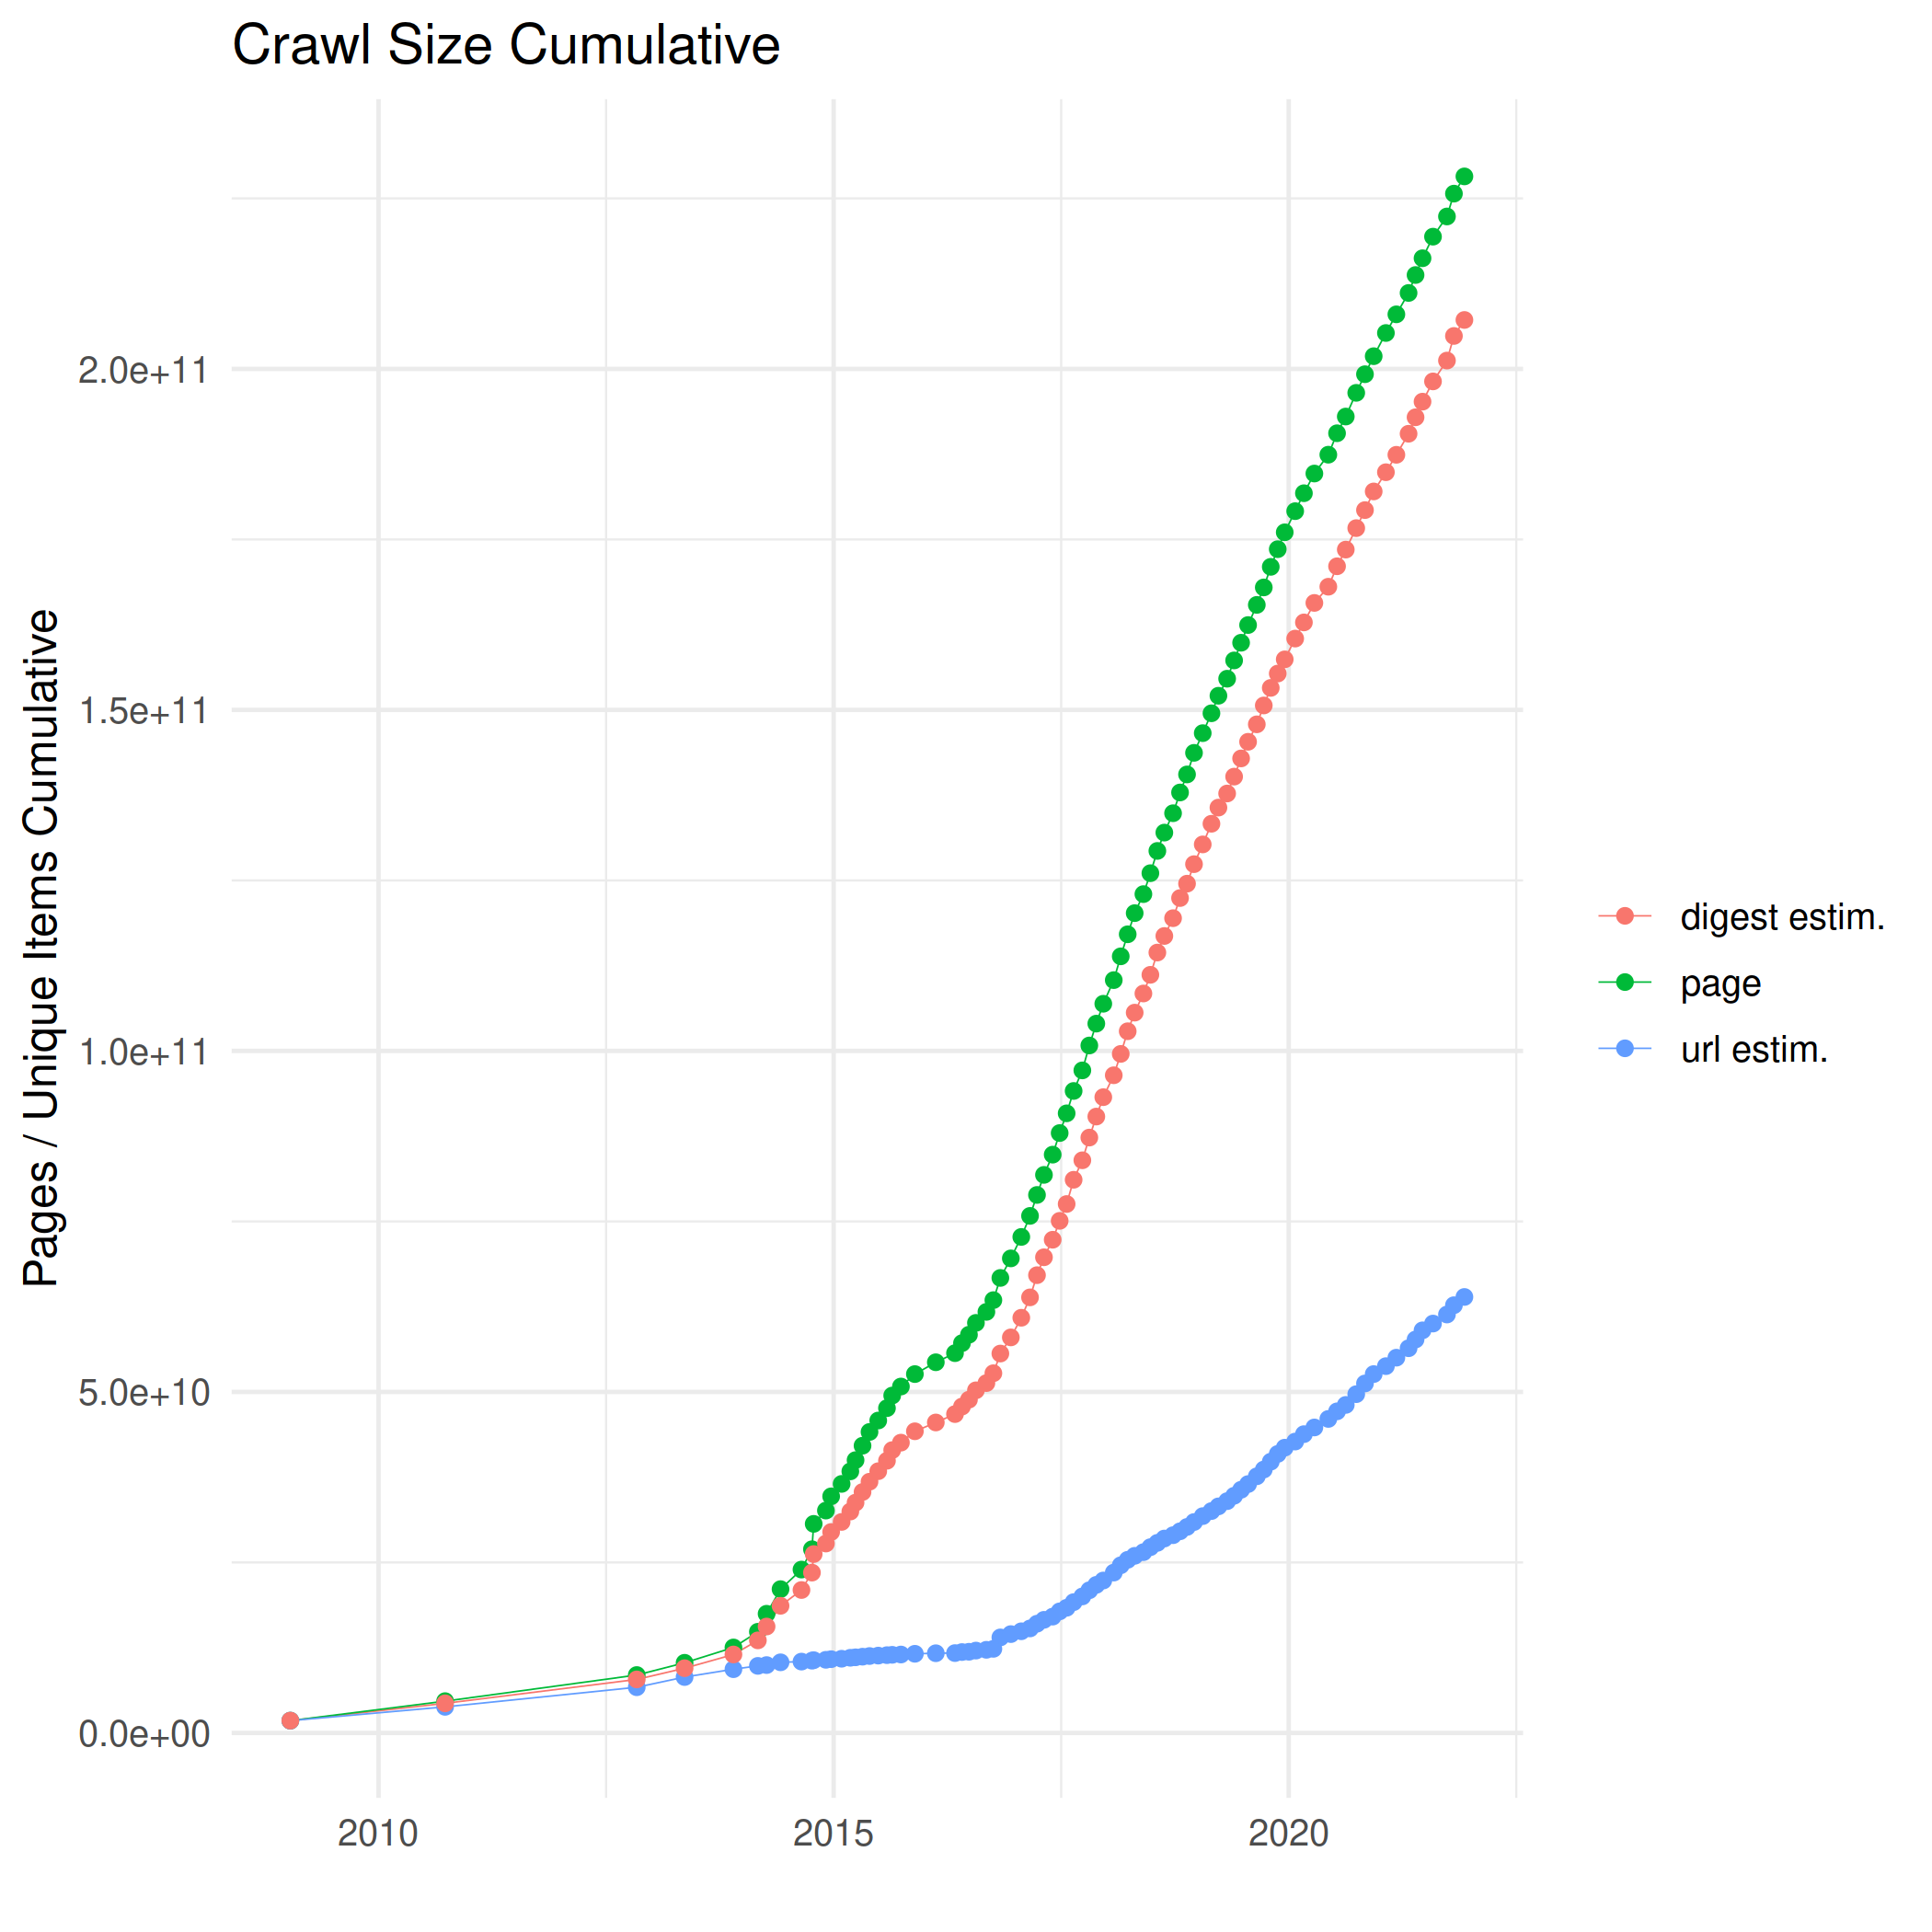 Crawl Size Cumulative
Pages / Unique Items Cumulative
2.0e+11
1.5e+11
1.0e+11
5.0e+10
0.0e+00
2010
2015
2020
digest estim.
page
url estim.